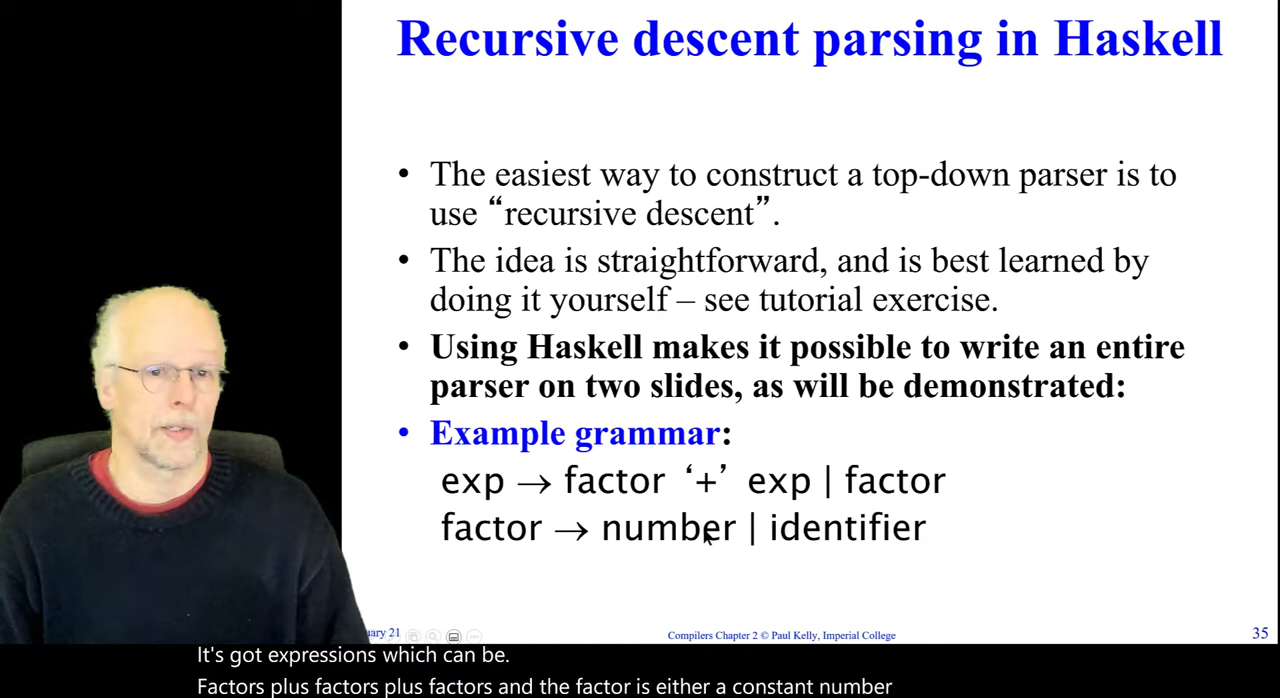 Recursive descent parsing in Haskell
• The easiest way to construct a top-down parser is to
use “recursive descent”.
• The idea is straightforward, and is best learned by
doing it yourself – see tutorial exercise.
• Using Haskell makes it possible to write an entire
parser on two slides, as will be demonstrated:
• Example grammar:
exp → factor ‘+’ exp | factor
factor → number | identifier
uary 21
Compilers Chapter 2 © Paul Kelly, Imperial College
35
It's got expressions which can be.
Factors plus factors plus factors and the factor is either a constant number